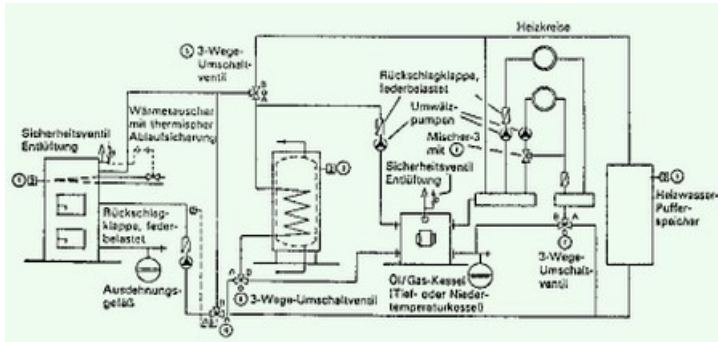 Heizkreise
3-Wege-
Umschalt-
ventil
Rückschlagklappe,
federbelastet
Wärmetauscher
mit thermischer
Ablaufsicherung
Umwälz-
pumpen
Mischer-3
mit
Sicherheitsventil
Entlüftung
Sicherheitsventil
Entlüftung
Heizwasser-
Puffer-
speicher
Rückschlag-
klappe, feder-
belastet
Ausdehnungs-
gefäß
3-Wege-Umschaltventil
Öl/Gas-Kessel
(Tief- oder Nieder-
temperaturkessel)
3-Wege-
Umschalt-
ventil